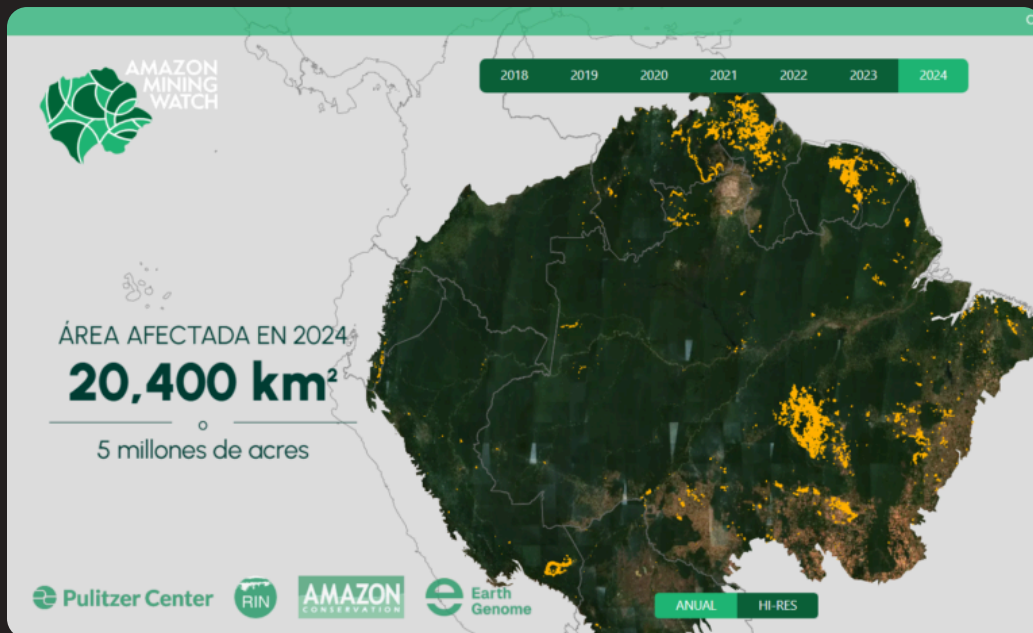 AMAZON
MINING
WATCH
2018 2019 2020 2021 2022 2023 2024
ÁREA AFECTADA EN 2024
20,400 km²
o
5 millones de acres
Pulitzer Center
RIN
AMAZON
CONSERVATION
Earth
Genome
ANUAL HI-RES